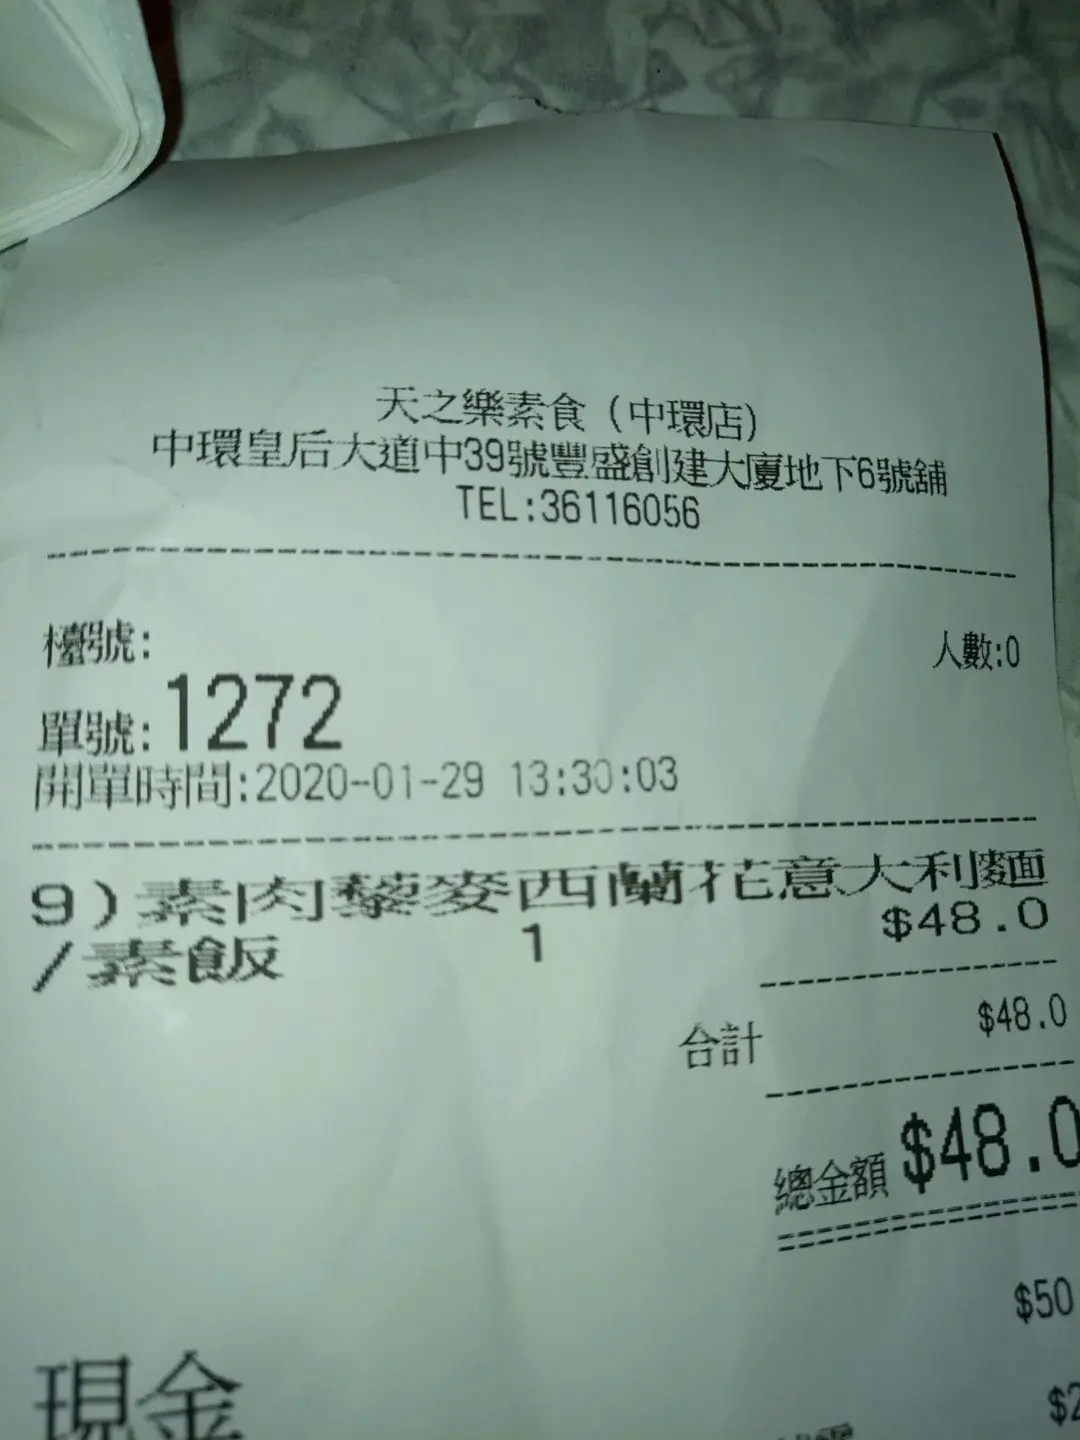 天之樂素食（中環店）
中環皇后大道中39號豐盛創建大廈地下6號舖
TEL:36116056
檯號:
人數:0
單號:1272
開單時間:2020-01-29 13:30:03
9)素肉藜麥西蘭花意大利麵
/素飯 1 $48.0
合計 $48.0
總金額 $48.0
$50
現金
$2